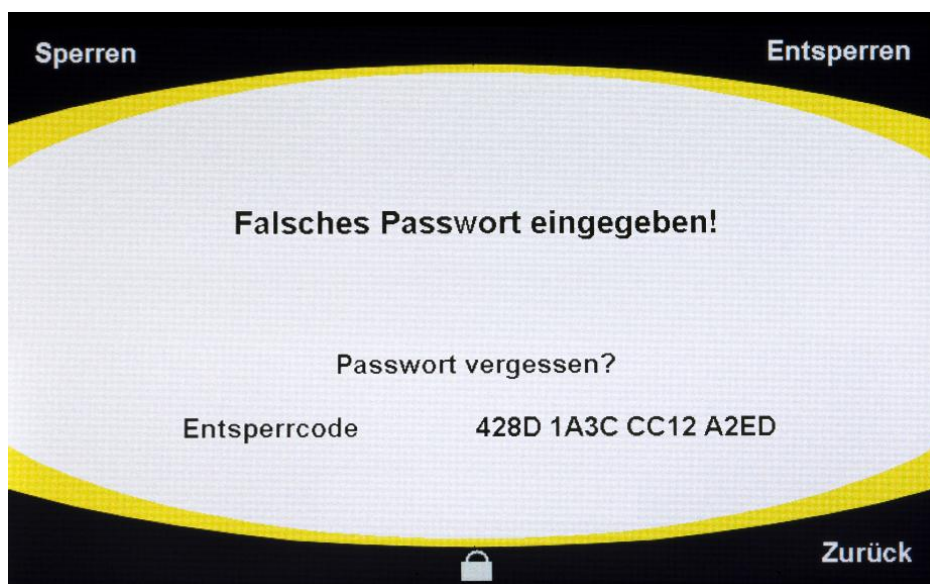 Sperren
Entsperren
Falsches Passwort eingegeben!
Passwort vergessen?
Entsperrcode 428D 1A3C CC12 A2ED
Zurück